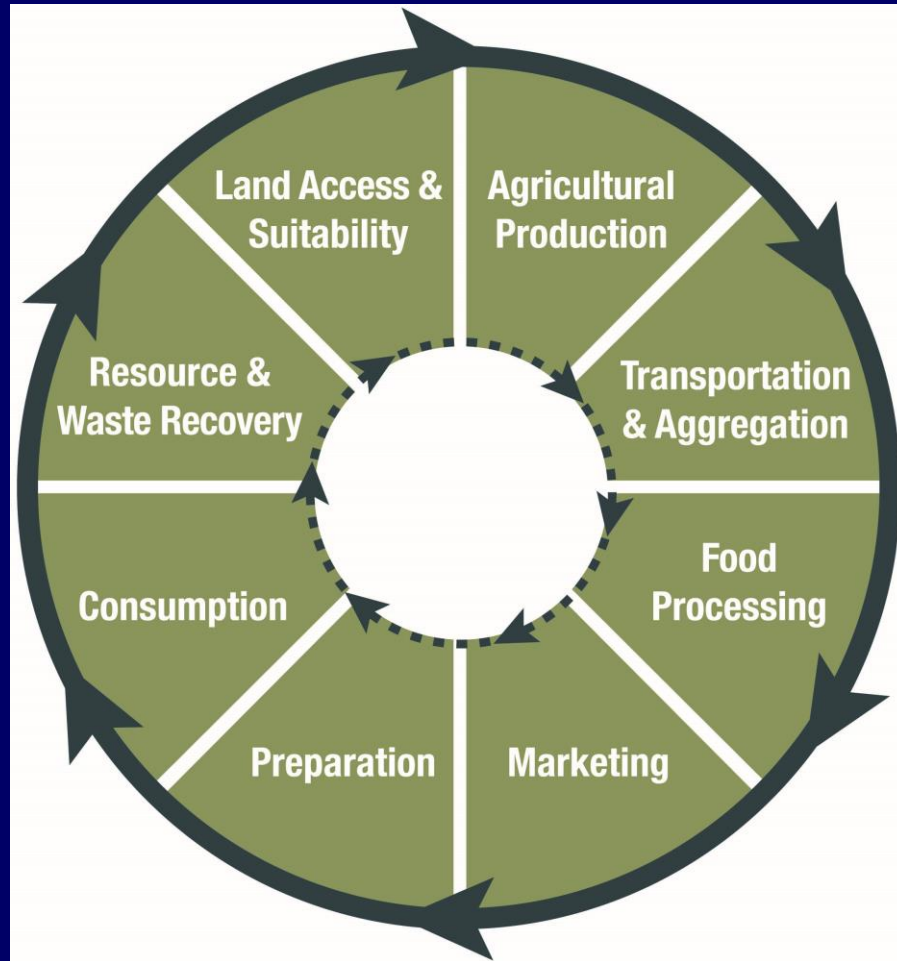 Land Access &
Suitability
Agricultural
Production
Transportation
& Aggregation
Food
Processing
Marketing
Preparation
Consumption
Resource &
Waste Recovery